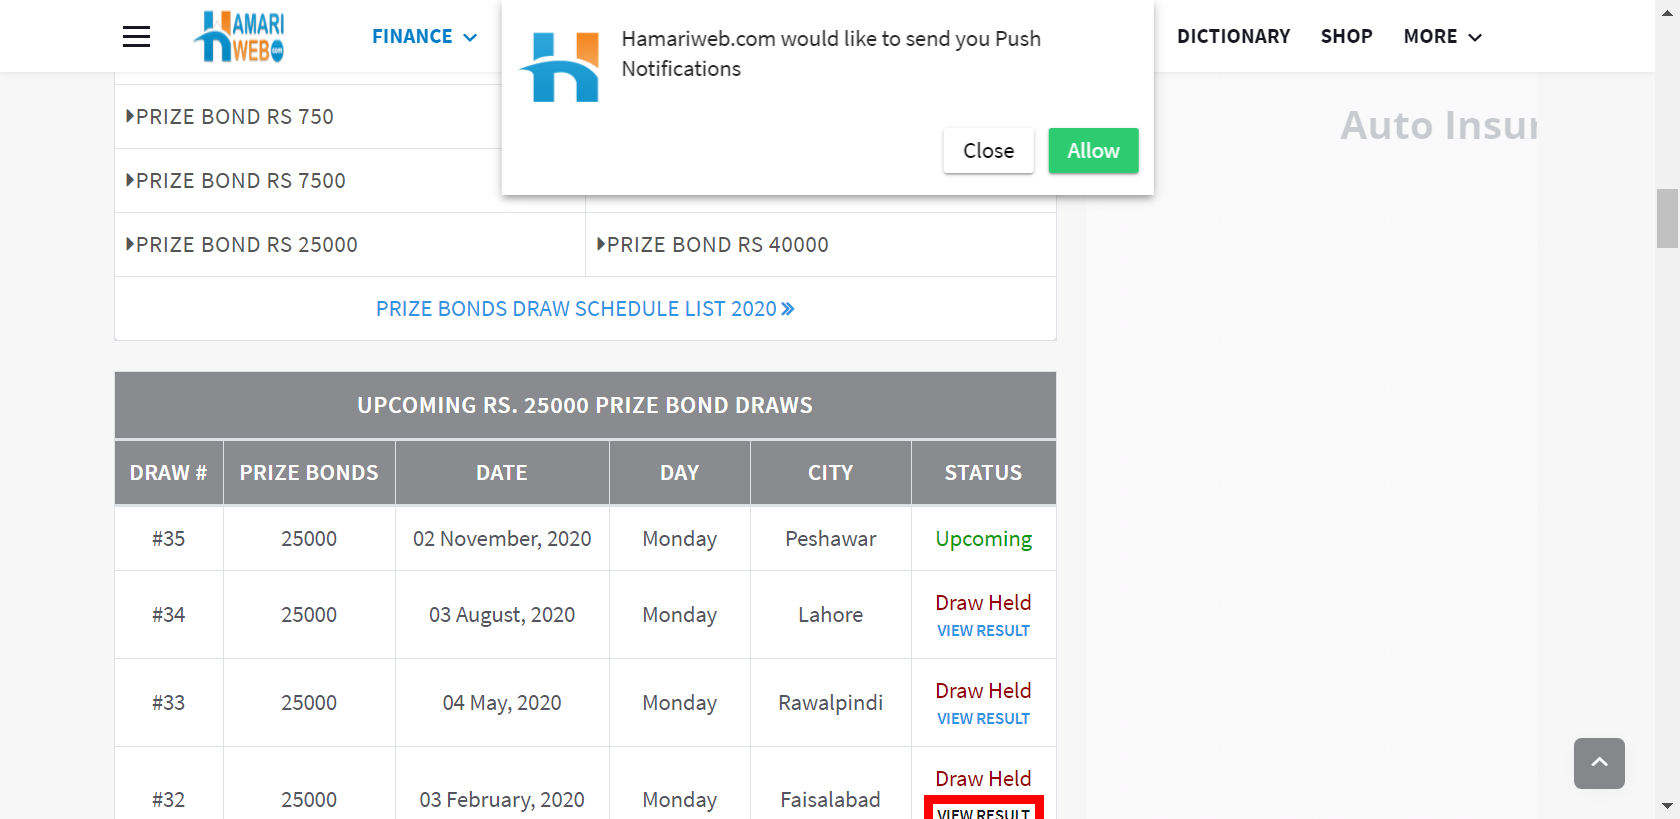 HAMARI
WEB.com
FINANCE
DICTIONARY
SHOP
MORE
Hamariweb.com would like to send you Push
Notifications
Close
Allow
Auto Insur
PRIZE BOND RS 750
PRIZE BOND RS 7500
PRIZE BOND RS 25000
PRIZE BOND RS 40000
PRIZE BONDS DRAW SCHEDULE LIST 2020
UPCOMING RS. 25000 PRIZE BOND DRAWS
DRAW # PRIZE BONDS DATE DAY CITY STATUS
#35 25000 02 November, 2020 Monday Peshawar Upcoming
#34 25000 03 August, 2020 Monday Lahore Draw Held
VIEW RESULT
#33 25000 04 May, 2020 Monday Rawalpindi Draw Held
VIEW RESULT
#32 25000 03 February, 2020 Monday Faisalabad Draw Held
VIEW RESULT